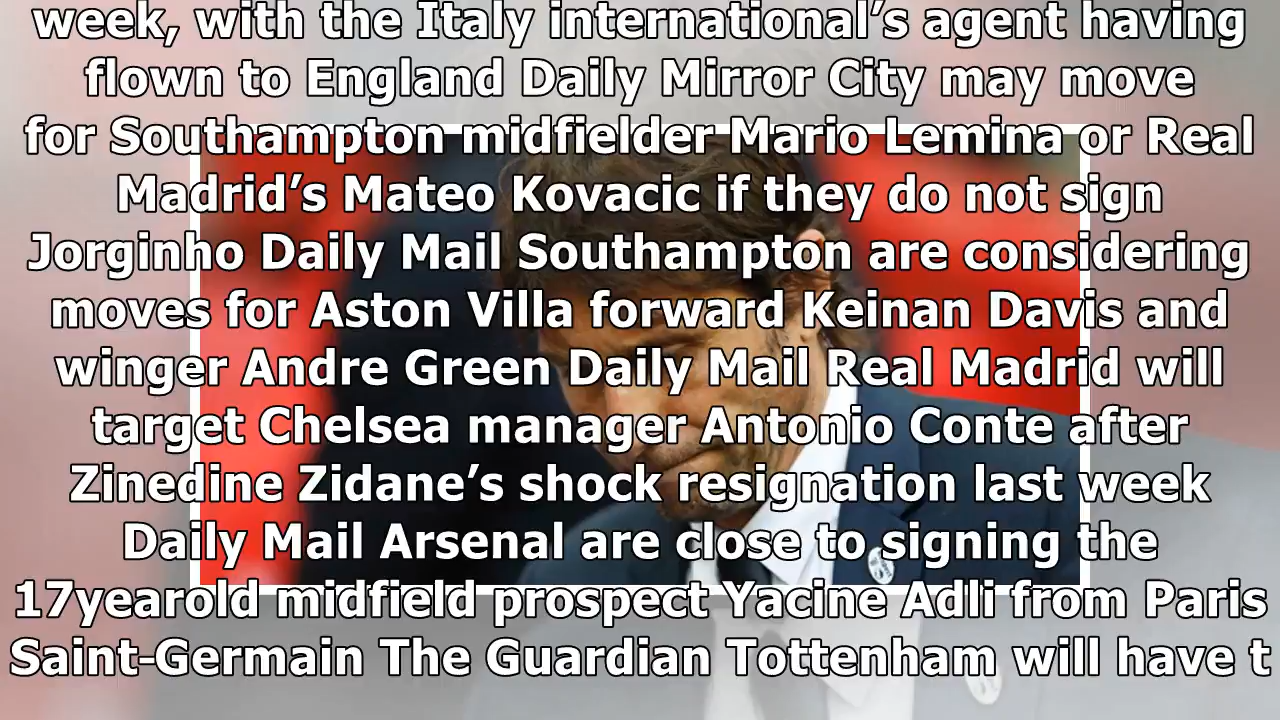 week, with the Italy international’s agent having
flown to England Daily Mirror City may move
for Southampton midfielder Mario Lemina or Real
Madrid’s Mateo Kovacic if they do not sign
Jorginho Daily Mail Southampton are considering
moves for Aston Villa forward Keinan Davis and
winger Andre Green Daily Mail Real Madrid will
target Chelsea manager Antonio Conte after
Zinedine Zidane’s shock resignation last week
Daily Mail Arsenal are close to signing the
17yearold midfield prospect Yacine Adli from Paris
Saint-Germain The Guardian Tottenham will have t